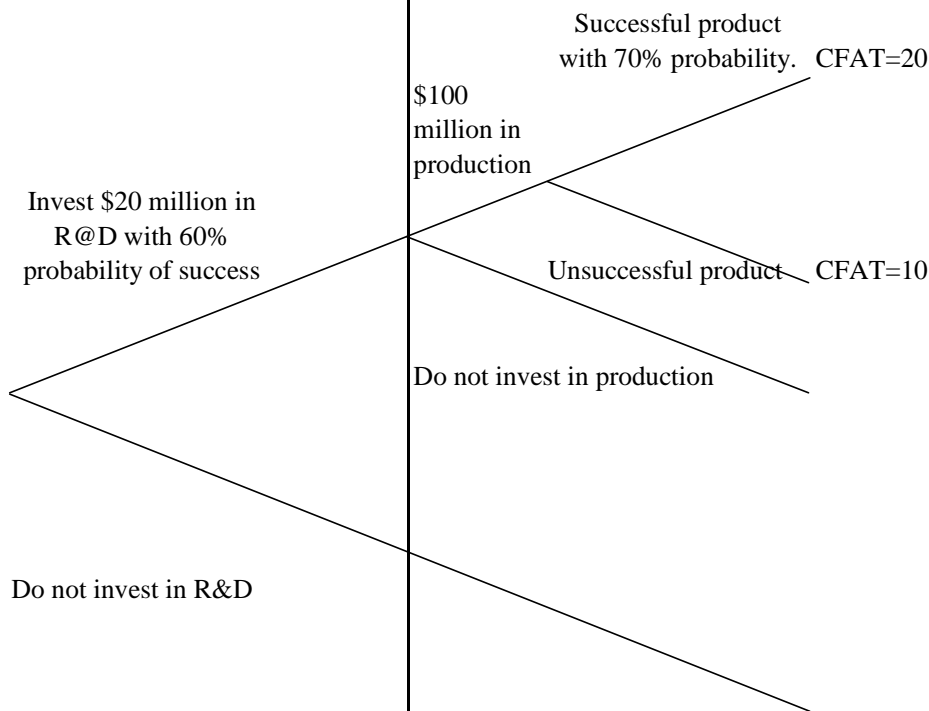 Successful product
with 70% probability. CFAT=20
$100
million in
production
Invest $20 million in
R@D with 60%
probability of success
Unsuccessful product CFAT=10
Do not invest in production
Do not invest in R&D